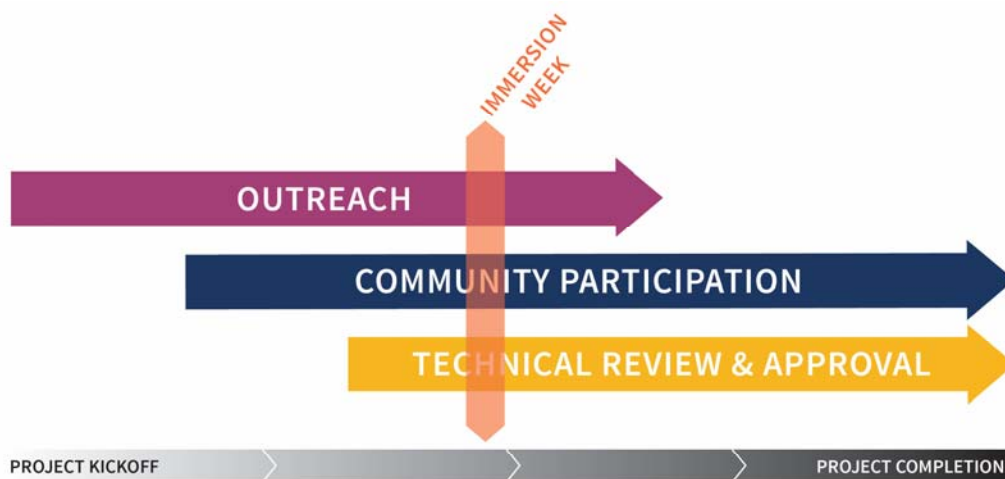 IMMERSION
WEEK
OUTREACH
COMMUNITY PARTICIPATION
TECHNICAL REVIEW & APPROVAL
PROJECT KICKOFF
PROJECT COMPLETION